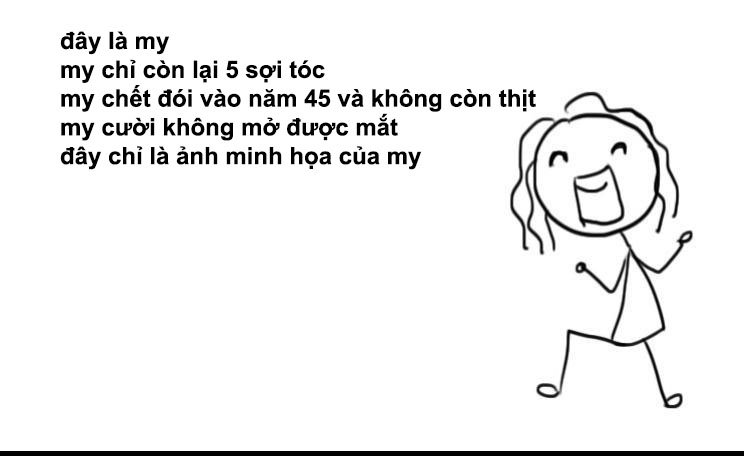 đây là my
my chỉ còn lại 5 sợi tóc
my chết đói vào năm 45 và không còn thịt
my cười không mở được mắt
đây chỉ là ảnh minh họa của my